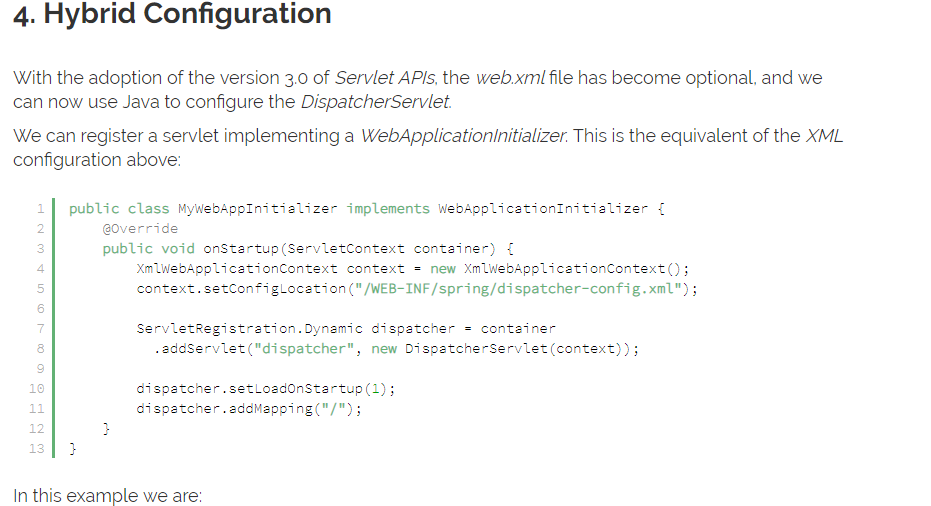 4. Hybrid Configuration
With the adoption of the version 3.0 of Servlet APIs, the web.xml file has become optional, and we
can now use Java to configure the DispatcherServlet.
We can register a servlet implementing a WebApplicationInitializer. This is the equivalent of the XML
configuration above:
1 public class MyWebAppInitializer implements WebApplicationInitializer {
2     @Override
3     public void onStartup(ServletContext container) {
4         XmlWebApplicationContext context = new XmlWebApplicationContext();
5         context.setConfigLocation("/WEB-INF/spring/dispatcher-config.xml");
6
7         ServletRegistration.Dynamic dispatcher = container
8           .addServlet("dispatcher", new DispatcherServlet(context));
9
10         dispatcher.setLoadOnStartup(1);
11         dispatcher.addMapping("/");
12     }
13 }
In this example we are: